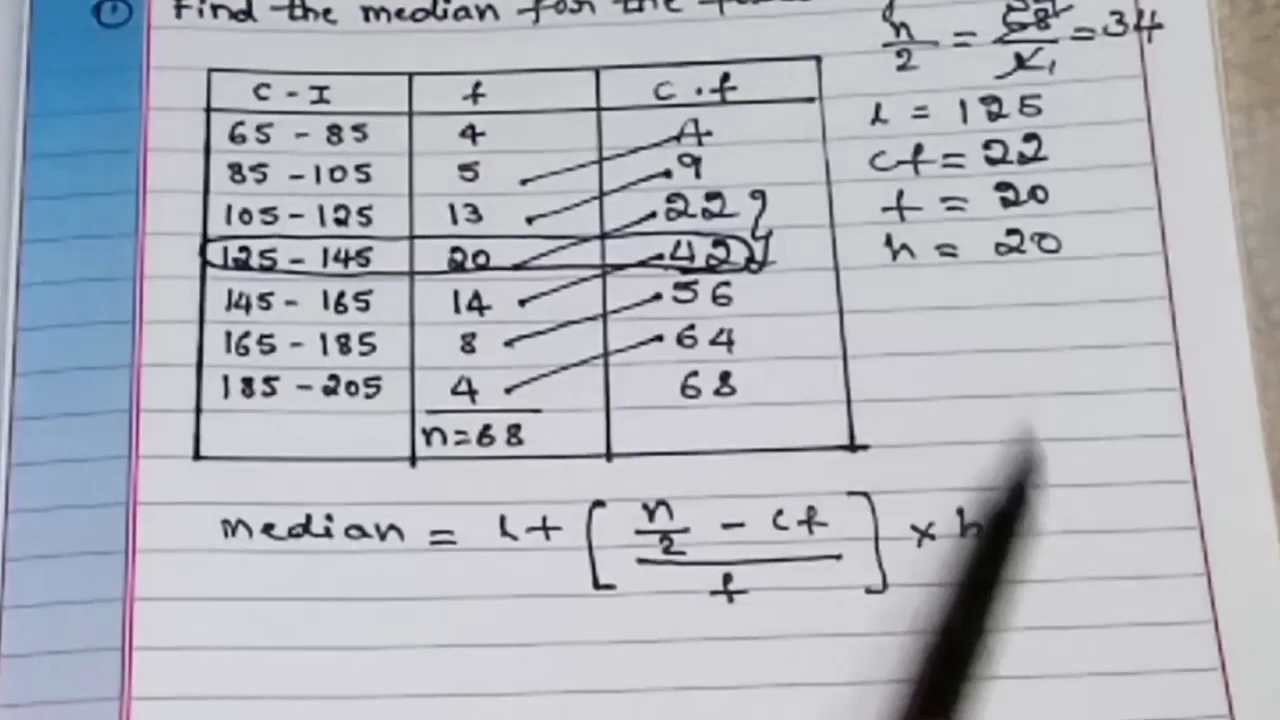 ① Find the median for the
n/2 = 68/2 = 34
C-I f C.f
65 - 85 4 4
85 - 105 5 9
105 - 125 13 22
125 - 145 20 42
145 - 165 14 56
165 - 185 8 64
185 - 205 4 68
n=68
l = 125
cf = 22
f = 20
h = 20
median = l + [ n/2 - cf / f ] × h